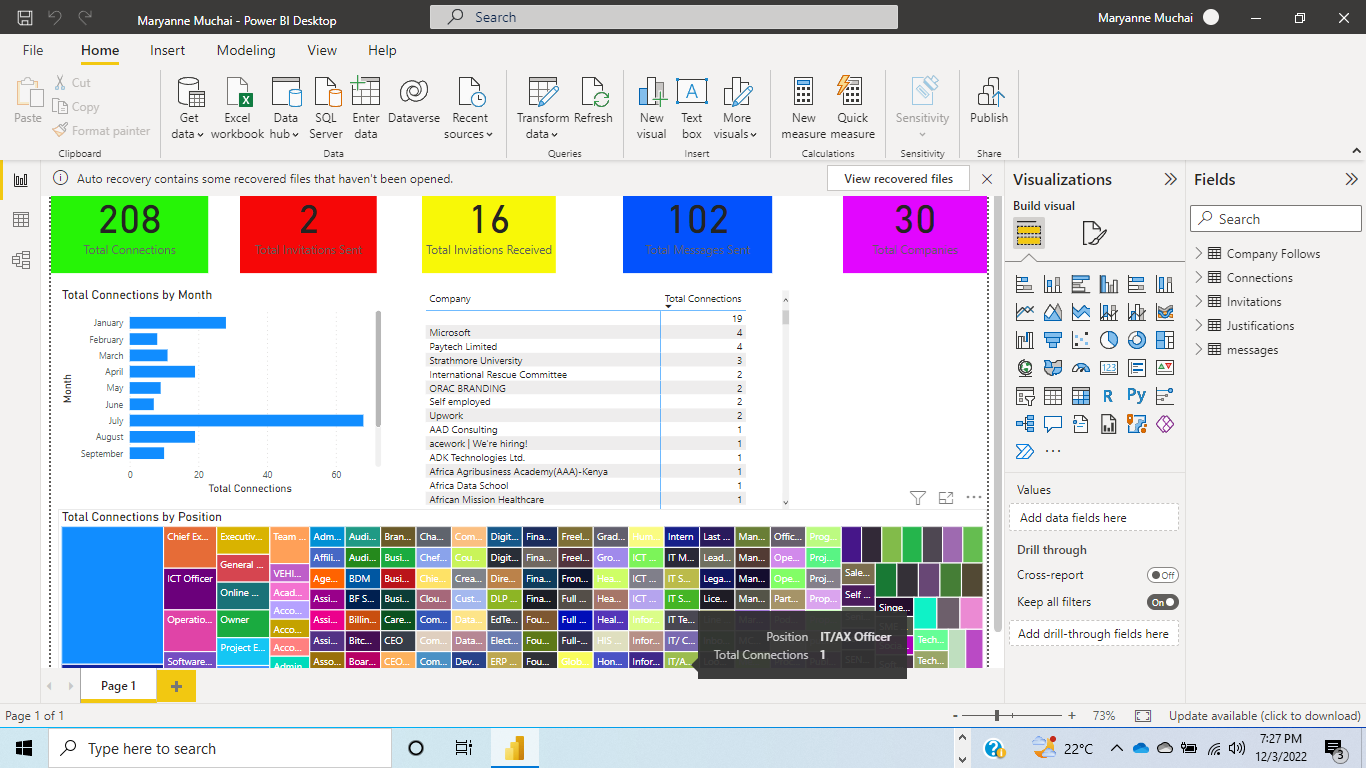 Maryanne Muchai - Power BI Desktop
Search
Maryanne Muchai
File Home Insert Modeling View Help
Paste
Cut
Copy
Format painter
Clipboard
Get data
Excel workbook
Data hub
SQL Server
Enter data
Dataverse
Recent sources
Data
Transform data
Refresh
Queries
New visual
Text box
More visuals
Insert
New measure
Quick measure
Calculations
Sensitivity
Sensitivity
Publish
Share
Auto recovery contains some recovered files that haven't been opened.
View recovered files
208
Total Connections
2
Total Invitations Sent
16
Total Inviations Received
102
Total Messages Sent
30
Total Companies
Total Connections by Month
Month
January
February
March
April
May
June
July
August
September
0 20 40 60
Total Connections
Company Total Connections
19
Microsoft 4
Paytech Limited 4
Strathmore University 3
International Rescue Committee 2
ORAC BRANDING 2
Self employed 2
Upwork 2
AAD Consulting 1
acework | We're hiring! 1
ADK Technologies Ltd. 1
Africa Agribusiness Academy(AAA)-Kenya 1
Africa Data School 1
African Mission Healthcare 1
Total Connections by Position
Chief Ex... Executiv... Team ... Adm... Audi... Bran... Cha... Com... Digit... Fina... Freel... Grad... Hum... Intern Last ... Man... Offic... Prog...
Affili... Audi... Busi... Chef... Cou... Digit... Fina... Freel... Gro... ICT ... IT M... Lead... Man... Ope... Proj...
General ... VEHI... Age... BDM Busi... Chie... Crea... Dire... Fina... Fron... Hea... ICT ... IT S... Lega... Man... Ope... Proj... Sale...
ICT Officer Online ... Acad... Assi... BF S... Busi... Clou... Cust... DLP ... Fina... Full ... Hea... ICT ... IT S... Lice... Man... Part... Prop... Self ...
Operatio... Owner Acco... Assi... Billin... Care... Com... Data... EdTe... Fou... Full ... Heal... Infor... IT Te...
Acco... Assi... Bitc... CEO Com... Data... Elect... Fou... Full-... HIS ... Infor... IT/ C... Tech...
Software... Project E... Acco... Asso... Boar... CEO... Com... Dev... ERP ... Fou... Glob... Hon... Infor... IT/A... Tech...
Admin
Position IT/AX Officer
Total Connections 1
Page 1
Page 1 of 1
73%
Update available (click to download)
Visualizations
Build visual
R
Py
123
Values
Add data fields here
Drill through
Cross-report
Off
Keep all filters
On
Add drill-through fields here
Fields
Search
Company Follows
Connections
Invitations
Justifications
messages
Type here to search
22°C
7:27 PM
12/3/2022
3